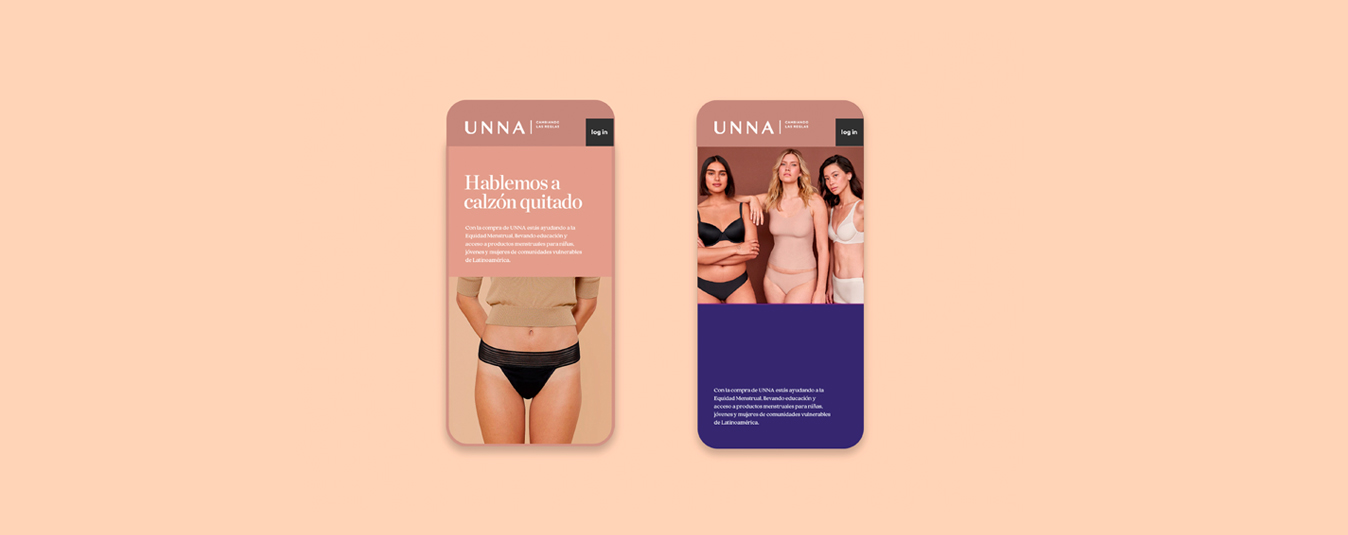 UNNA
CAMBIANDO
LAS REGLAS
log in
Hablemos a
calzón quitado
Con la compra de UNNA estás ayudando a la
Equidad Menstrual, llevando educación y
acceso a productos menstruales para niñas,
jóvenes y mujeres de comunidades vulnerables
de Latinoamérica.
UNNA
CAMBIANDO
LAS REGLAS
log in
Con la compra de UNNA estás ayudando a la
Equidad Menstrual, llevando educación y
acceso a productos menstruales para niñas,
jóvenes y mujeres de comunidades vulnerables
de Latinoamérica.